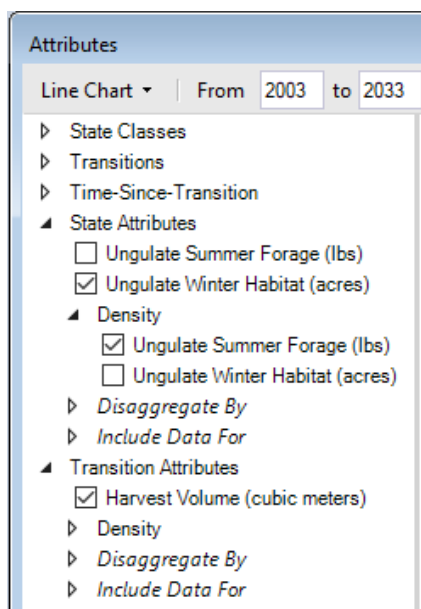 Attributes
Line Chart From 2003 to 2033
State Classes
Transitions
Time-Since-Transition
State Attributes
Ungulate Summer Forage (lbs)
Ungulate Winter Habitat (acres)
Density
Ungulate Summer Forage (lbs)
Ungulate Winter Habitat (acres)
Disaggregate By
Include Data For
Transition Attributes
Harvest Volume (cubic meters)
Density
Disaggregate By
Include Data For